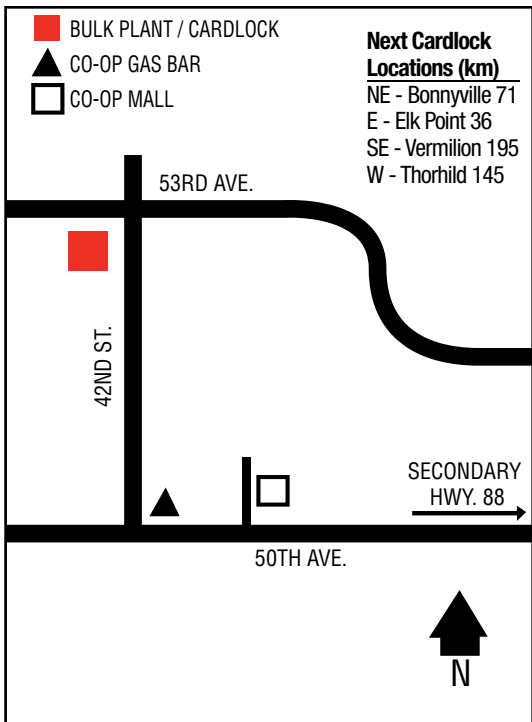 BULK PLANT / CARDLOCK
CO-OP GAS BAR
CO-OP MALL
Next Cardlock
Locations (km)
NE - Bonnyville 71
E - Elk Point 36
SE - Vermilion 195
W - Thorhild 145
53RD AVE.
42ND ST.
SECONDARY
HWY. 88
50TH AVE.
N